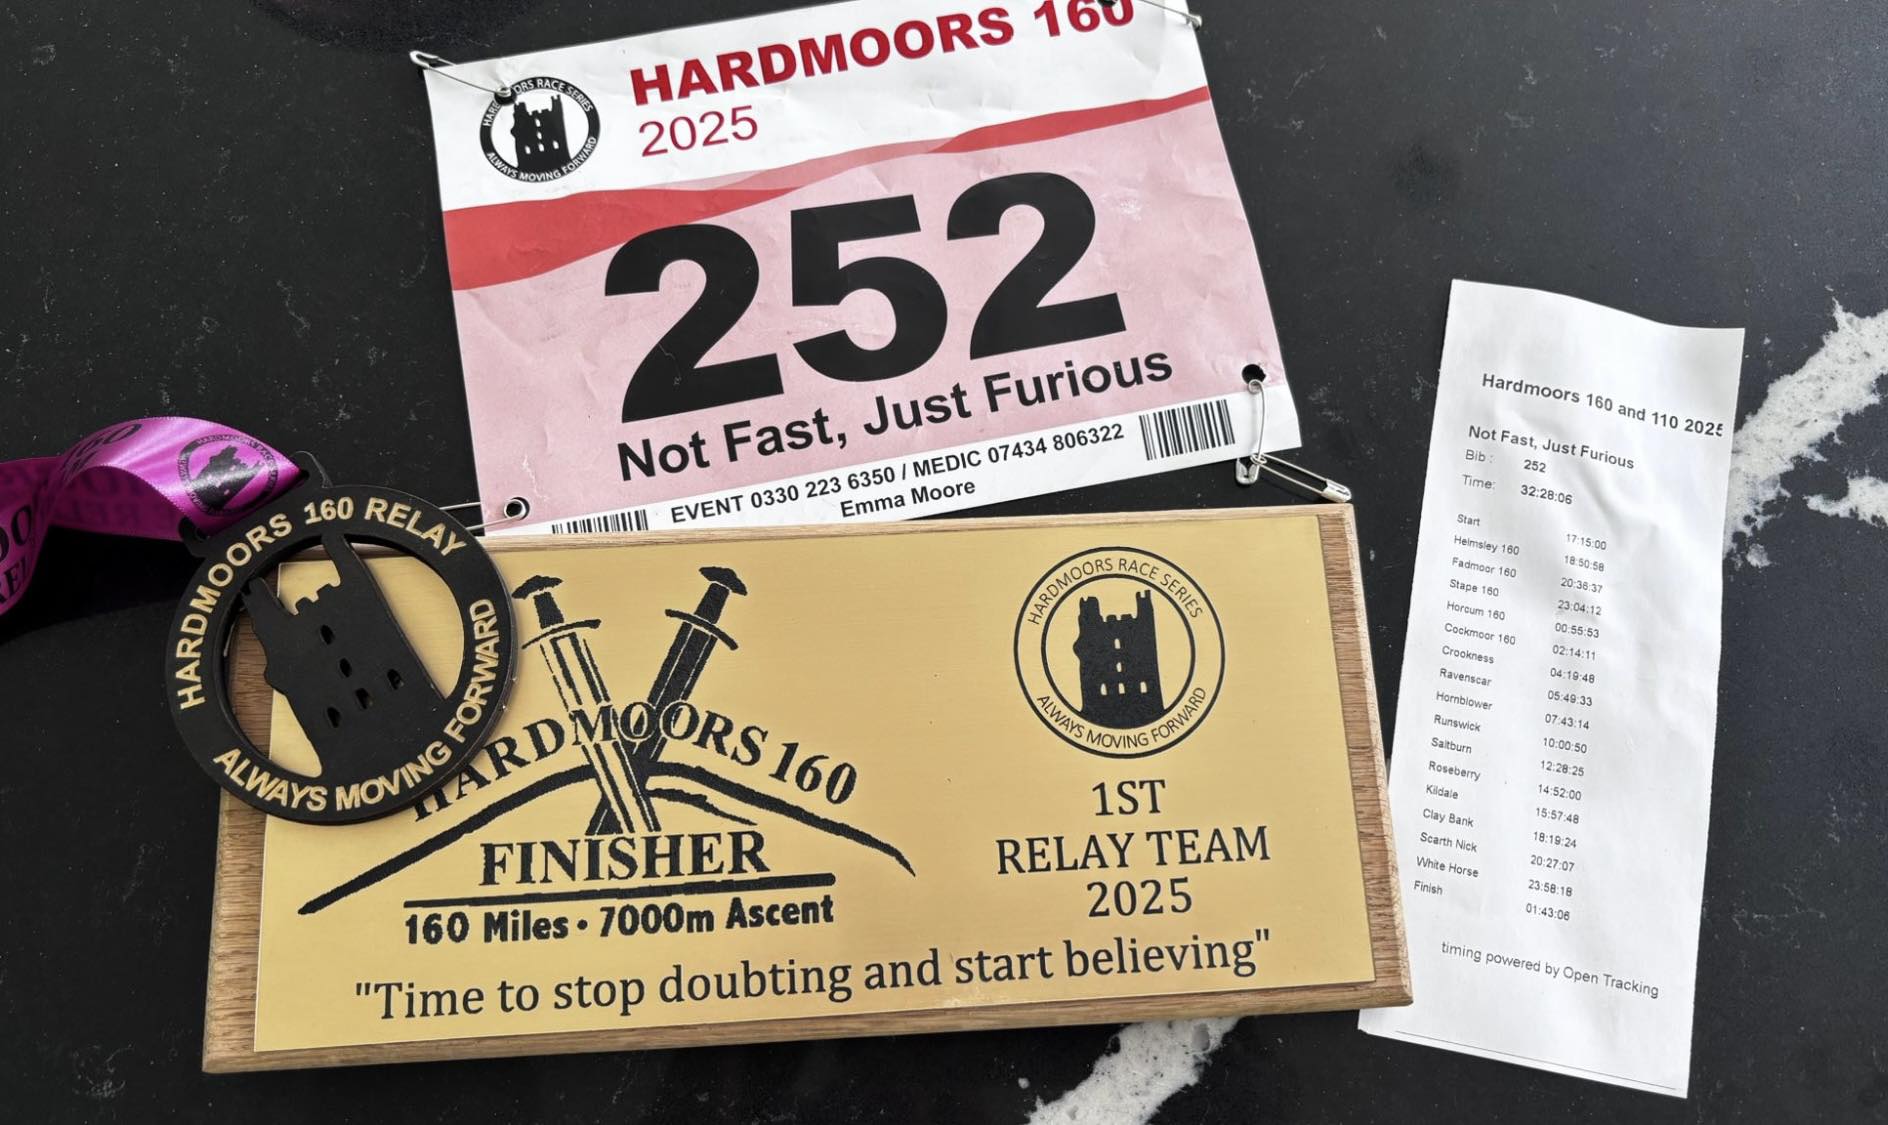 HARDMOORS 160
2025
HARDMOORS RACE SERIES
ALWAYS MOVING FORWARD
252
Not Fast, Just Furious
EVENT 0330 223 6350 / MEDIC 07434 806322
Emma Moore
HARDMOORS 160 RELAY
ALWAYS MOVING FORWARD
HARDMOORS 160
FINISHER
160 Miles • 7000m Ascent
HARDMOORS RACE SERIES
ALWAYS MOVING FORWARD
1ST
RELAY TEAM
2025
"Time to stop doubting and start believing"
Hardmoors 160 and 110 2025
Not Fast, Just Furious
Bib: 252
Time: 32:28:06
Start 17:15:00
Helmsley 160 18:50:58
Fadmoor 160 20:36:37
Stape 160 23:04:12
Horcum 160 00:55:53
Cockmoor 160 02:14:11
Crookness 04:19:48
Ravenscar 05:49:33
Hornblower 07:43:14
Runswick 10:00:50
Saltburn 12:28:25
Roseberry 14:52:00
Kildale 15:57:48
Clay Bank 18:19:24
Scarth Nick 20:27:07
White Horse 23:58:18
Finish 01:43:06
timing powered by Open Tracking